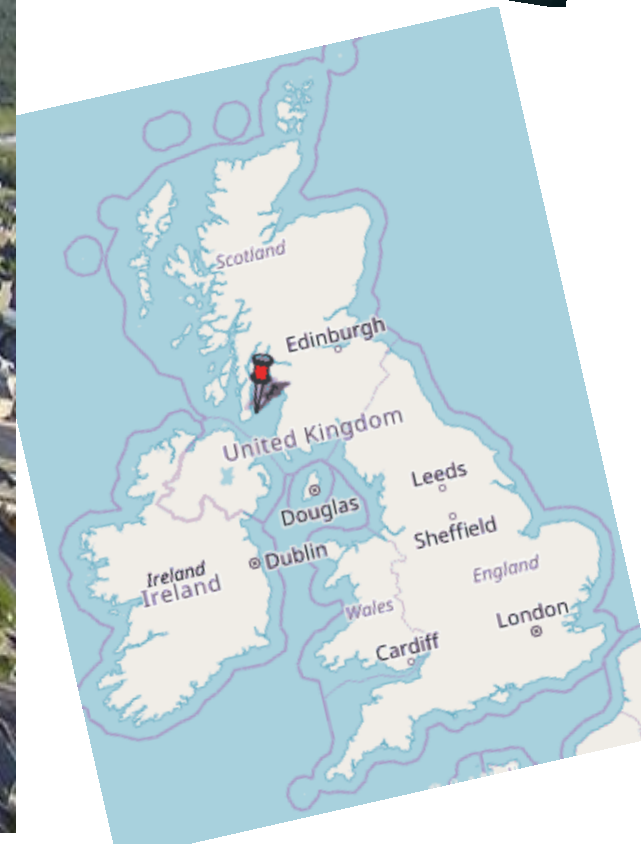 Scotland
Edinburgh
United Kingdom
Leeds
Douglas
Sheffield
Dublin
Ireland
Ireland
England
Wales
London
Cardiff